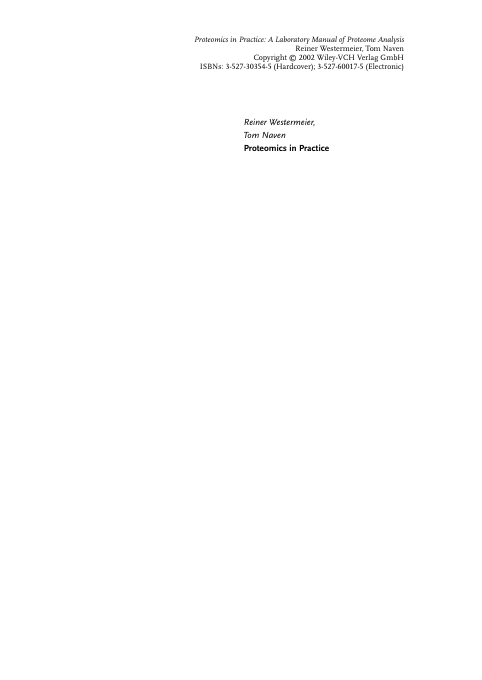 Proteomics in Practice: A Laboratory Manual of Proteome Analysis
Reiner Westermeier, Tom Naven
Copyright © 2002 Wiley-VCH Verlag GmbH
ISBNs: 3-527-30354-5 (Hardcover); 3-527-60017-5 (Electronic)
Reiner Westermeier,
Tom Naven
Proteomics in Practice